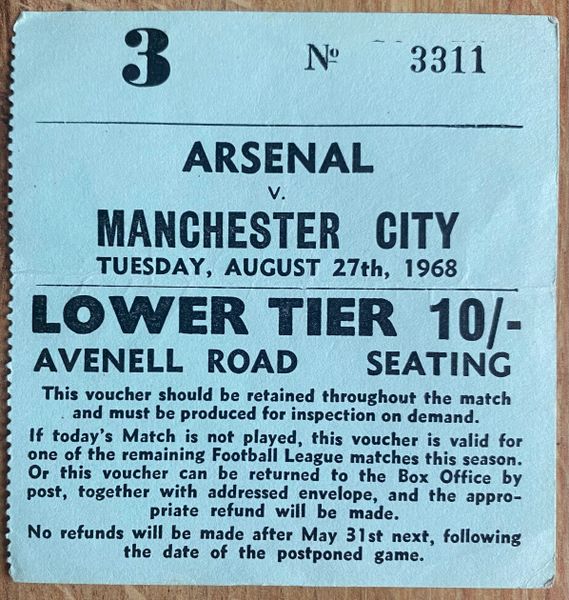 3 Nº 3311
ARSENAL
v.
MANCHESTER CITY
TUESDAY, AUGUST 27th, 1968
LOWER TIER 10/-
AVENELL ROAD SEATING
This voucher should be retained throughout the match
and must be produced for inspection on demand.
If today's Match is not played, this voucher is valid for
one of the remaining Football League matches this season.
Or this voucher can be returned to the Box Office by
post, together with addressed envelope, and the appro-
priate refund will be made.
No refunds will be made after May 31st next, following
the date of the postponed game.